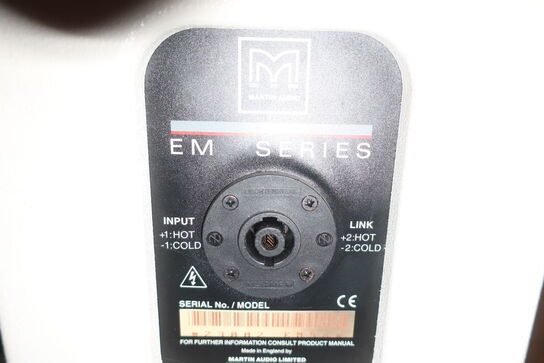 MARTIN AUDIO
EM SERIES
INPUT
+1:HOT
-1:COLD
LINK
+2:HOT
-2:COLD
SERIAL No. / MODEL
CE
FOR FURTHER INFORMATION CONSULT PRODUCT MANUAL
Made in England by
MARTIN AUDIO LIMITED